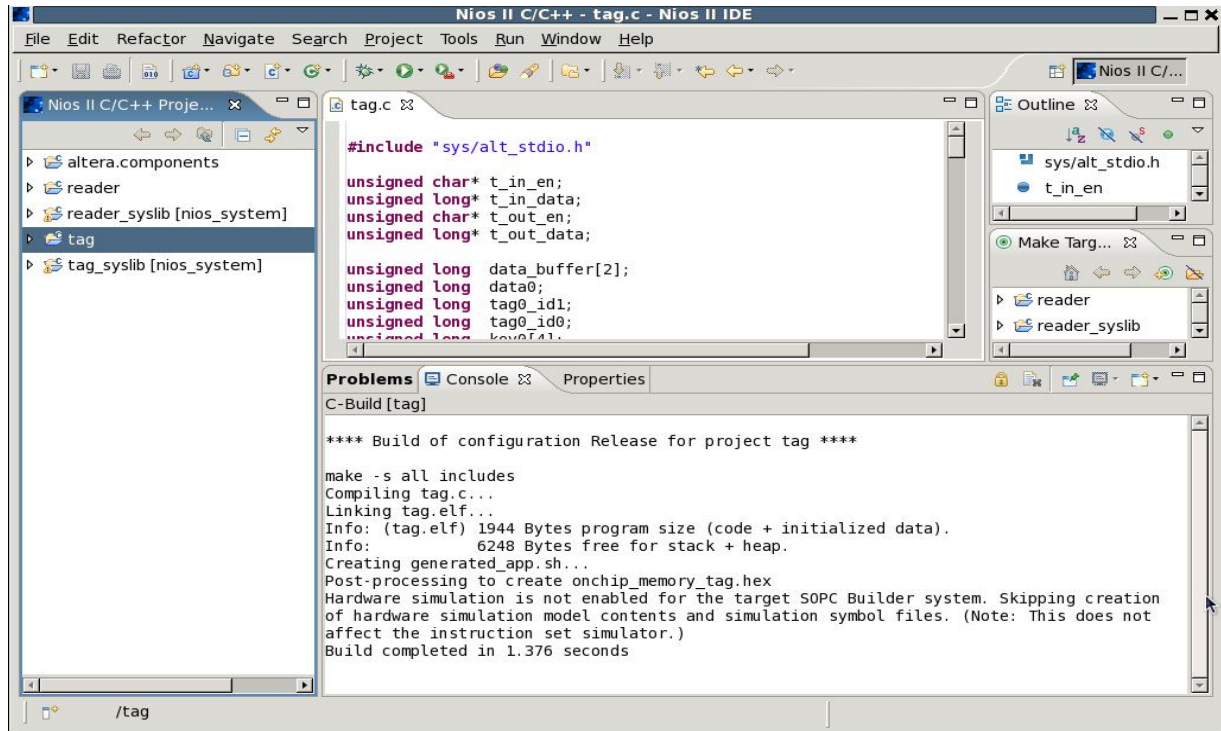 Nios II C/C++ - tag.c - Nios II IDE
File Edit Refactor Navigate Search Project Tools Run Window Help
Nios II C/...
Nios II C/C++ Proje...
altera.components
reader
reader_syslib [nios_system]
tag
tag_syslib [nios_system]
tag.c
#include "sys/alt_stdio.h"
unsigned char* t_in_en;
unsigned long* t_in_data;
unsigned char* t_out_en;
unsigned long* t_out_data;
unsigned long data_buffer[2];
unsigned long data0;
unsigned long tag0_id1;
unsigned long tag0_id0;
unsigned long key0[4];
Outline
sys/alt_stdio.h
t_in_en
Make Targ...
reader
reader_syslib
Problems Console Properties
C-Build [tag]
**** Build of configuration Release for project tag ****
make -s all includes
Compiling tag.c...
Linking tag.elf...
Info: (tag.elf) 1944 Bytes program size (code + initialized data).
Info: 6248 Bytes free for stack + heap.
Creating generated_app.sh...
Post-processing to create onchip_memory_tag.hex
Hardware simulation is not enabled for the target SOPC Builder system. Skipping creation
of hardware simulation model contents and simulation symbol files. (Note: This does not
affect the instruction set simulator.)
Build completed in 1.376 seconds
/tag